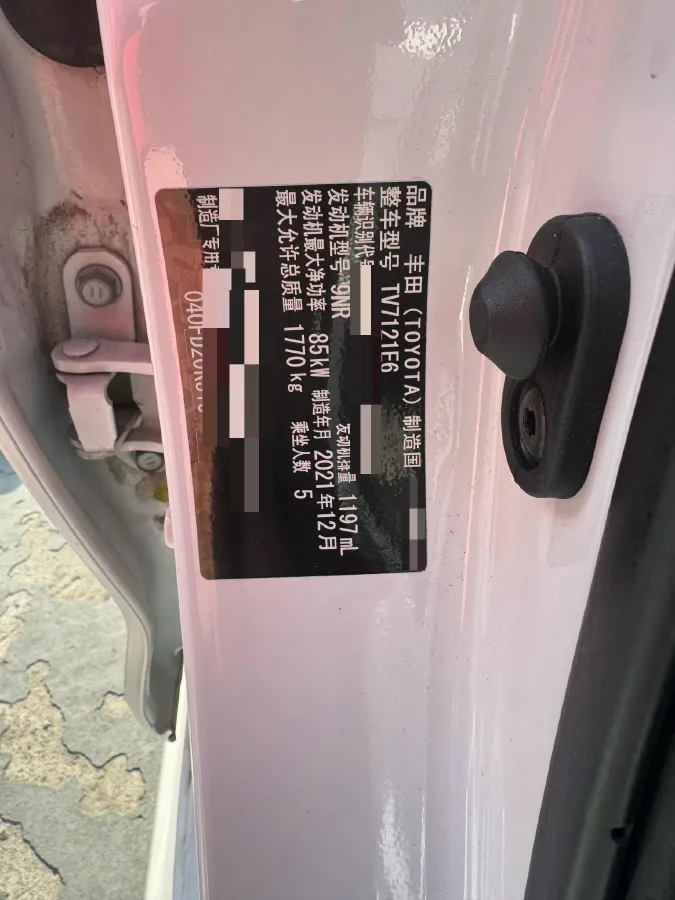 品牌 丰田(TOYOTA) 制造国
整车型号 TV7121E6
车辆识别代号
发动机型号 9NR 发动机排量 1197 mL
发动机最大净功率 85kW 制造年月 2021年12月
最大允许总质量 1770kg 乘坐人数 5
制造厂专用